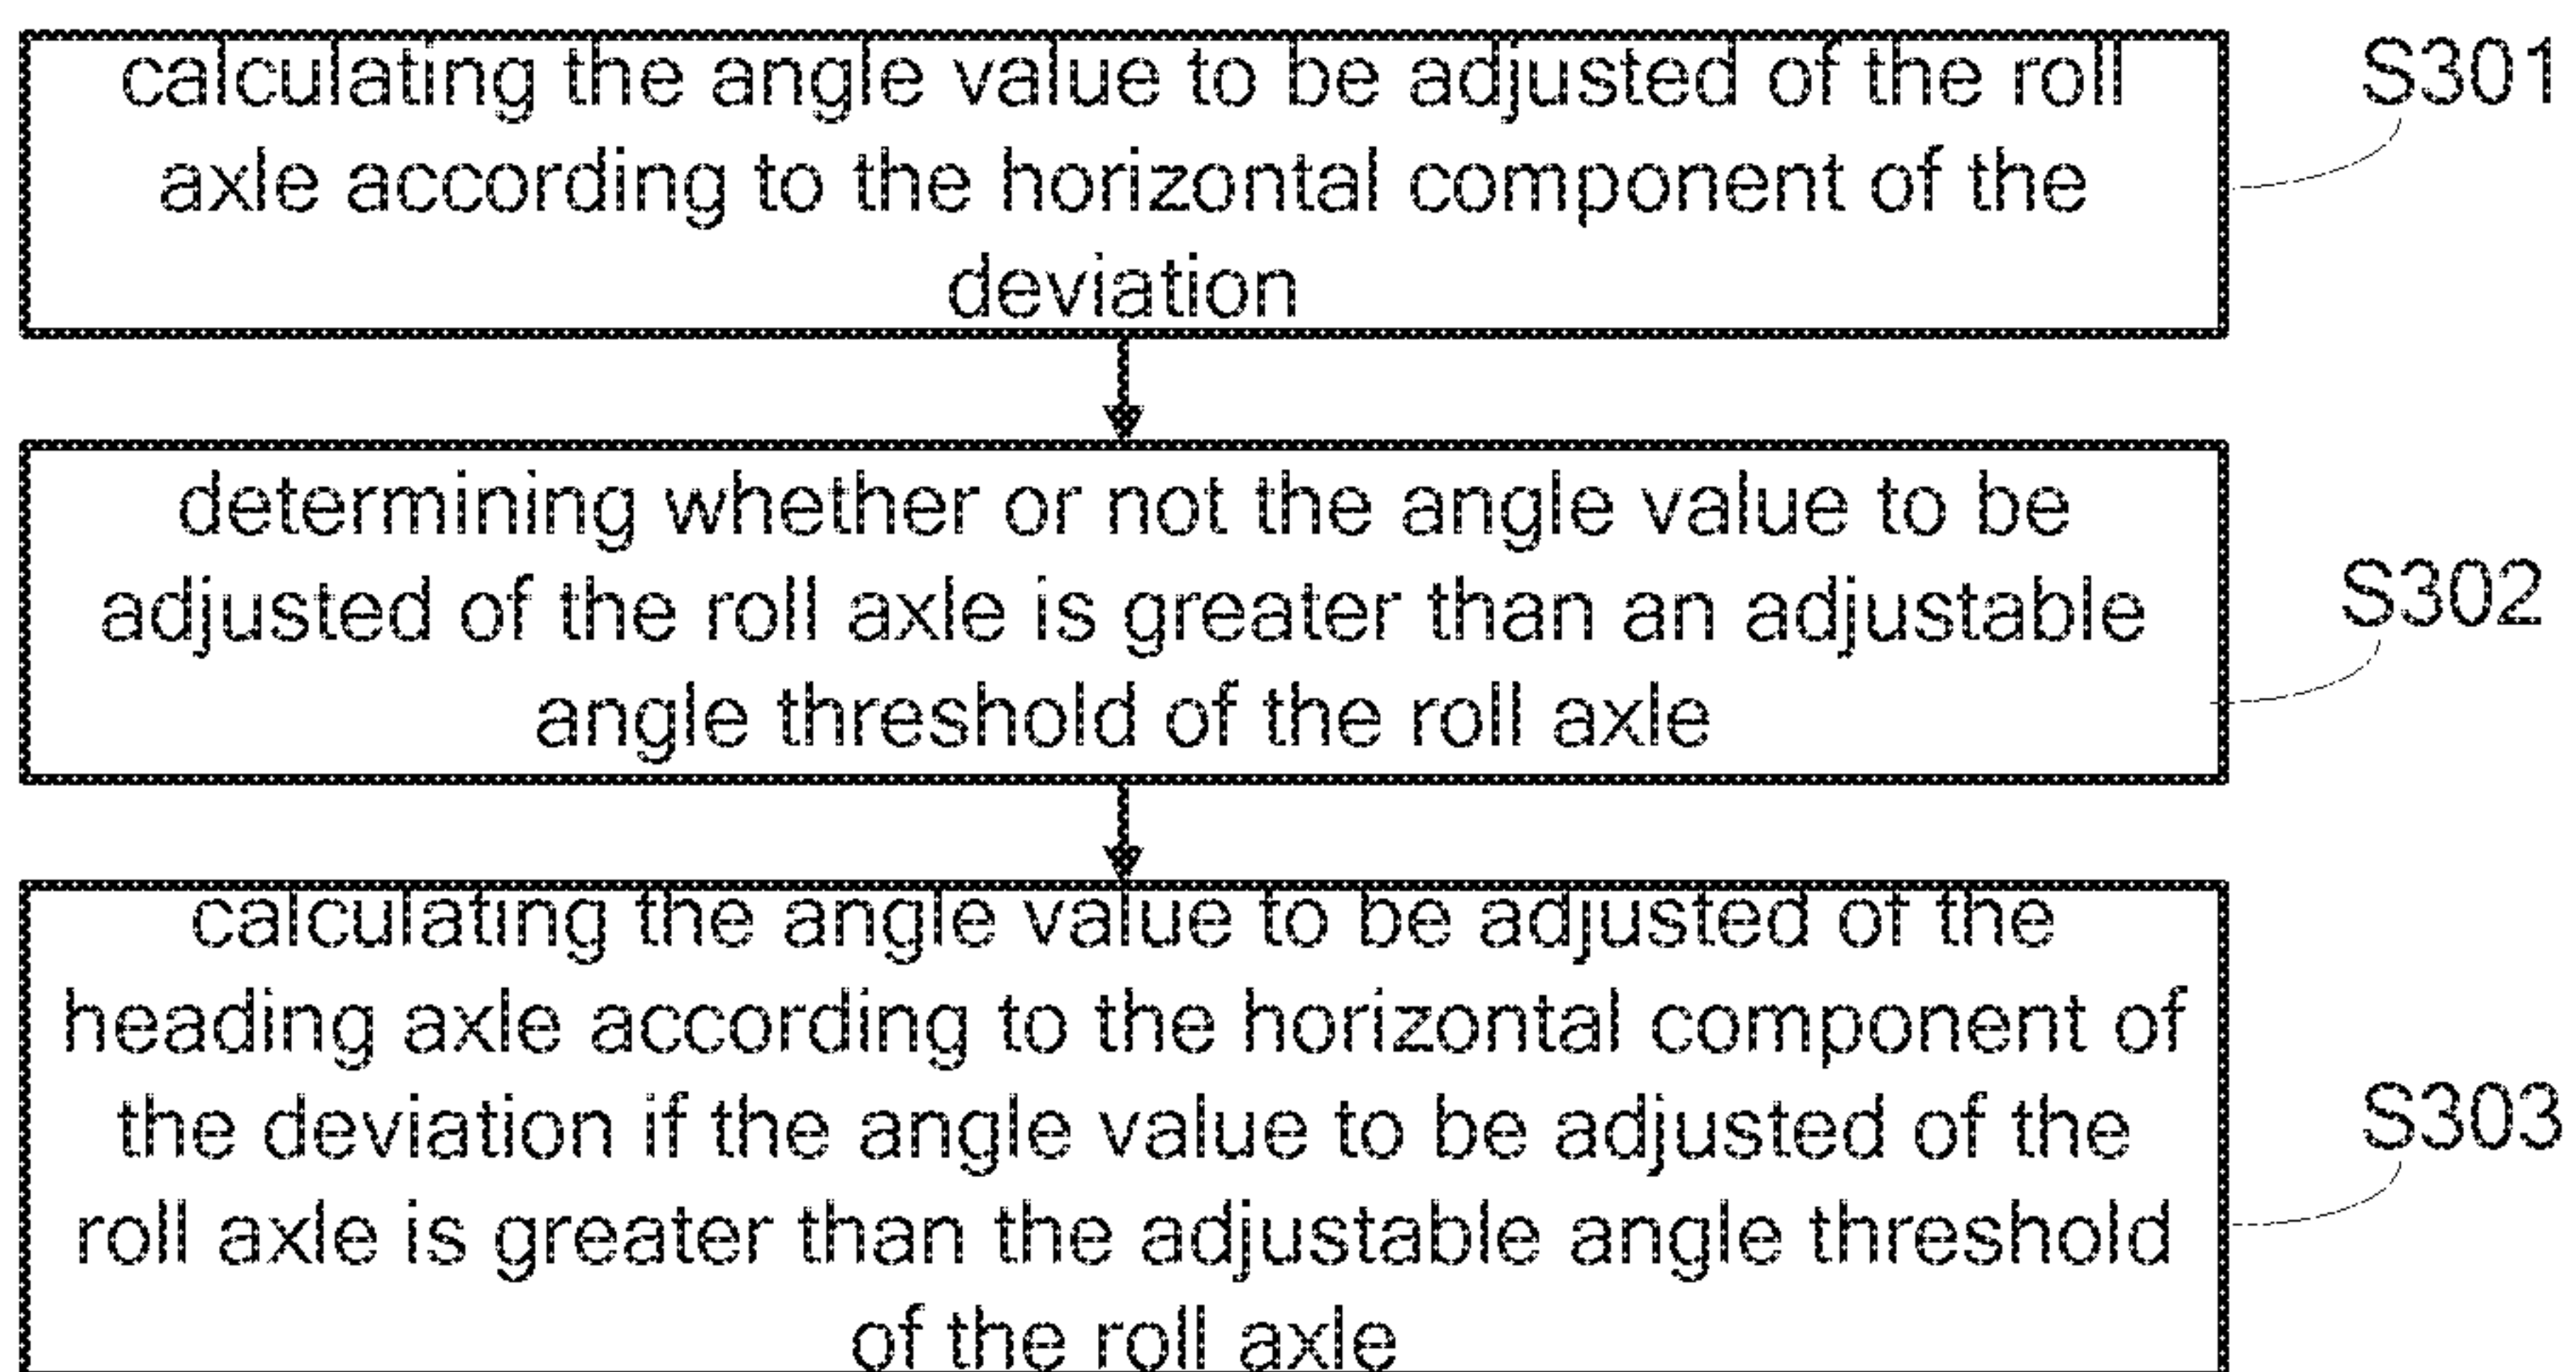 calculating the angle value to be adjusted of the roll
axle according to the horizontal component of the
deviation
S301
determining whether or not the angle value to be
adjusted of the roll axle is greater than an adjustable
angle threshold of the roll axle
S302
calculating the angle value to be adjusted of the
heading axle according to the horizontal component of
the deviation if the angle value to be adjusted of the
roll axle is greater than the adjustable angle threshold
of the roll axle
S303